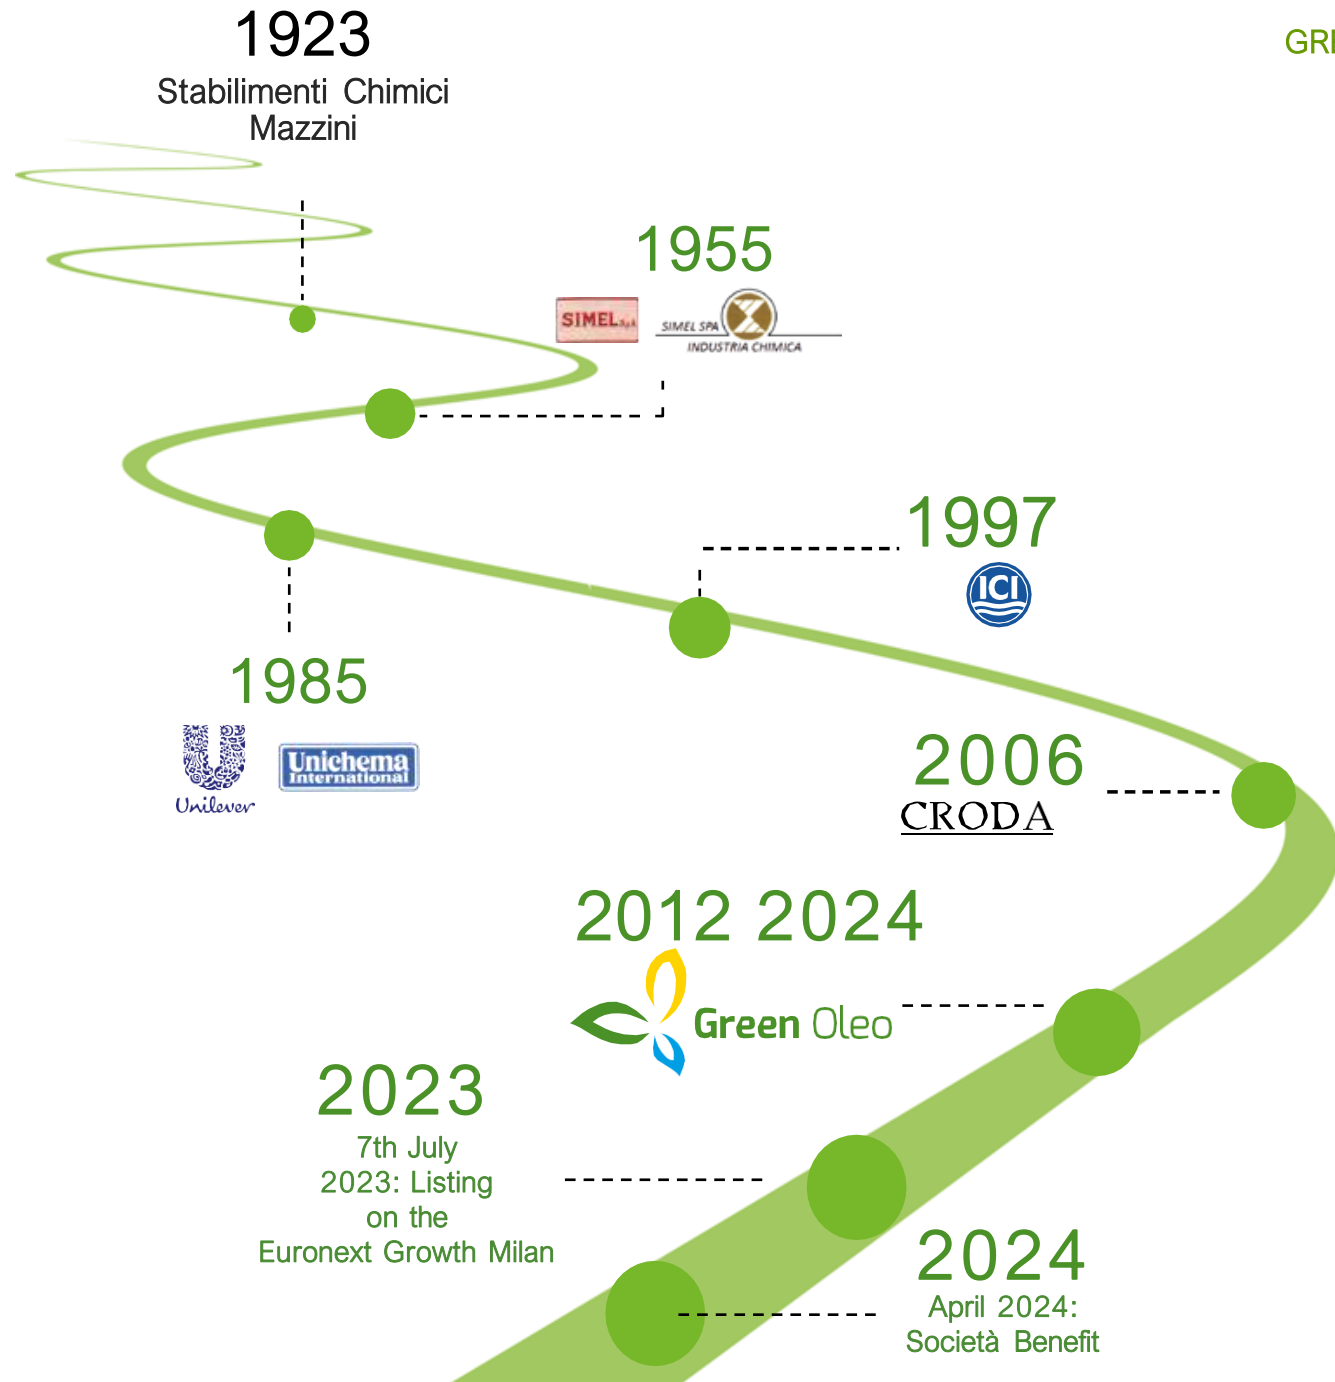 1923
Stabilimenti Chimici
Mazzini
GRI
1955
SIMEL S.p.A
SIMEL SPA
INDUSTRIA CHIMICA
1997
ICI
1985
Unilever
Unichema
International
2006
CRODA
2012 2024
Green Oleo
2023
7th July
2023: Listing
on the
Euronext Growth Milan
2024
April 2024:
Società Benefit